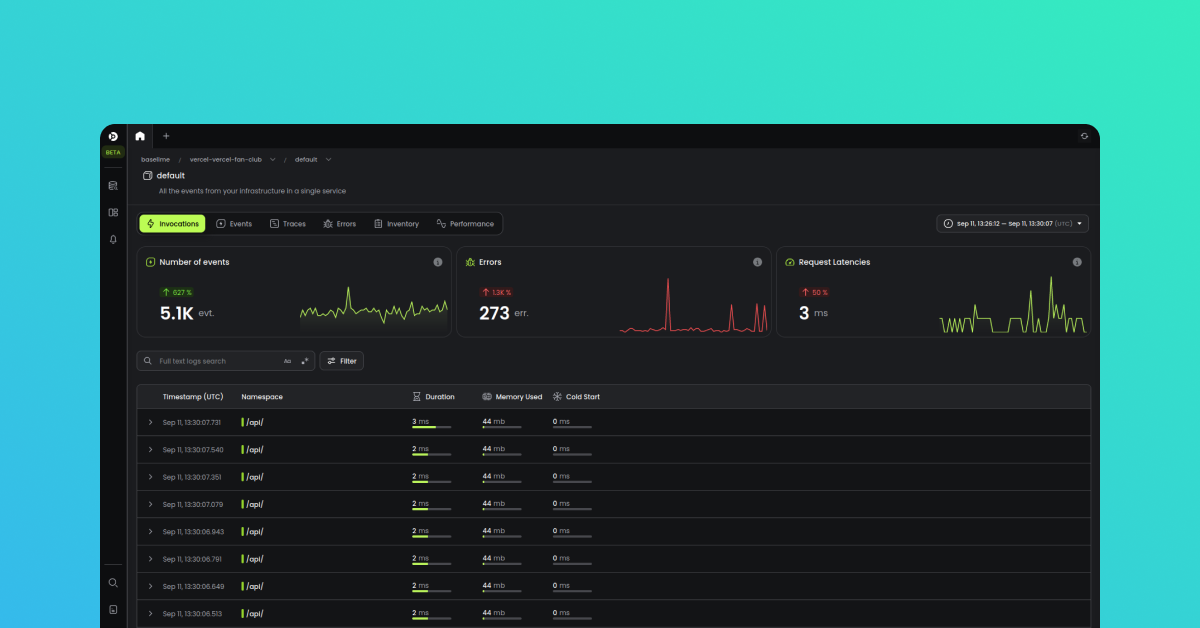 BETA
baselime / vercel-vercel-fan-club / default
default
All the events from your infrastructure in a single service
Invocations Events Traces Errors Inventory Performance
Sep 11, 13:26:12 — Sep 11, 13:30:07 (UTC)
Number of events
627 %
5.1K evt.
Errors
1.3K %
273 err.
Request Latencies
50 %
3 ms
Full text logs search Aa .* Filter
Timestamp (UTC) Namespace Duration Memory Used Cold Start
Sep 11, 13:30:07.731 /api/ 3 ms 44 mb 0 ms
Sep 11, 13:30:07.540 /api/ 2 ms 44 mb 0 ms
Sep 11, 13:30:07.351 /api/ 2 ms 44 mb 0 ms
Sep 11, 13:30:07.079 /api/ 2 ms 44 mb 0 ms
Sep 11, 13:30:06.943 /api/ 2 ms 44 mb 0 ms
Sep 11, 13:30:06.791 /api/ 2 ms 44 mb 0 ms
Sep 11, 13:30:06.649 /api/ 2 ms 44 mb 0 ms
Sep 11, 13:30:06.513 /api/ 2 ms 44 mb 0 ms